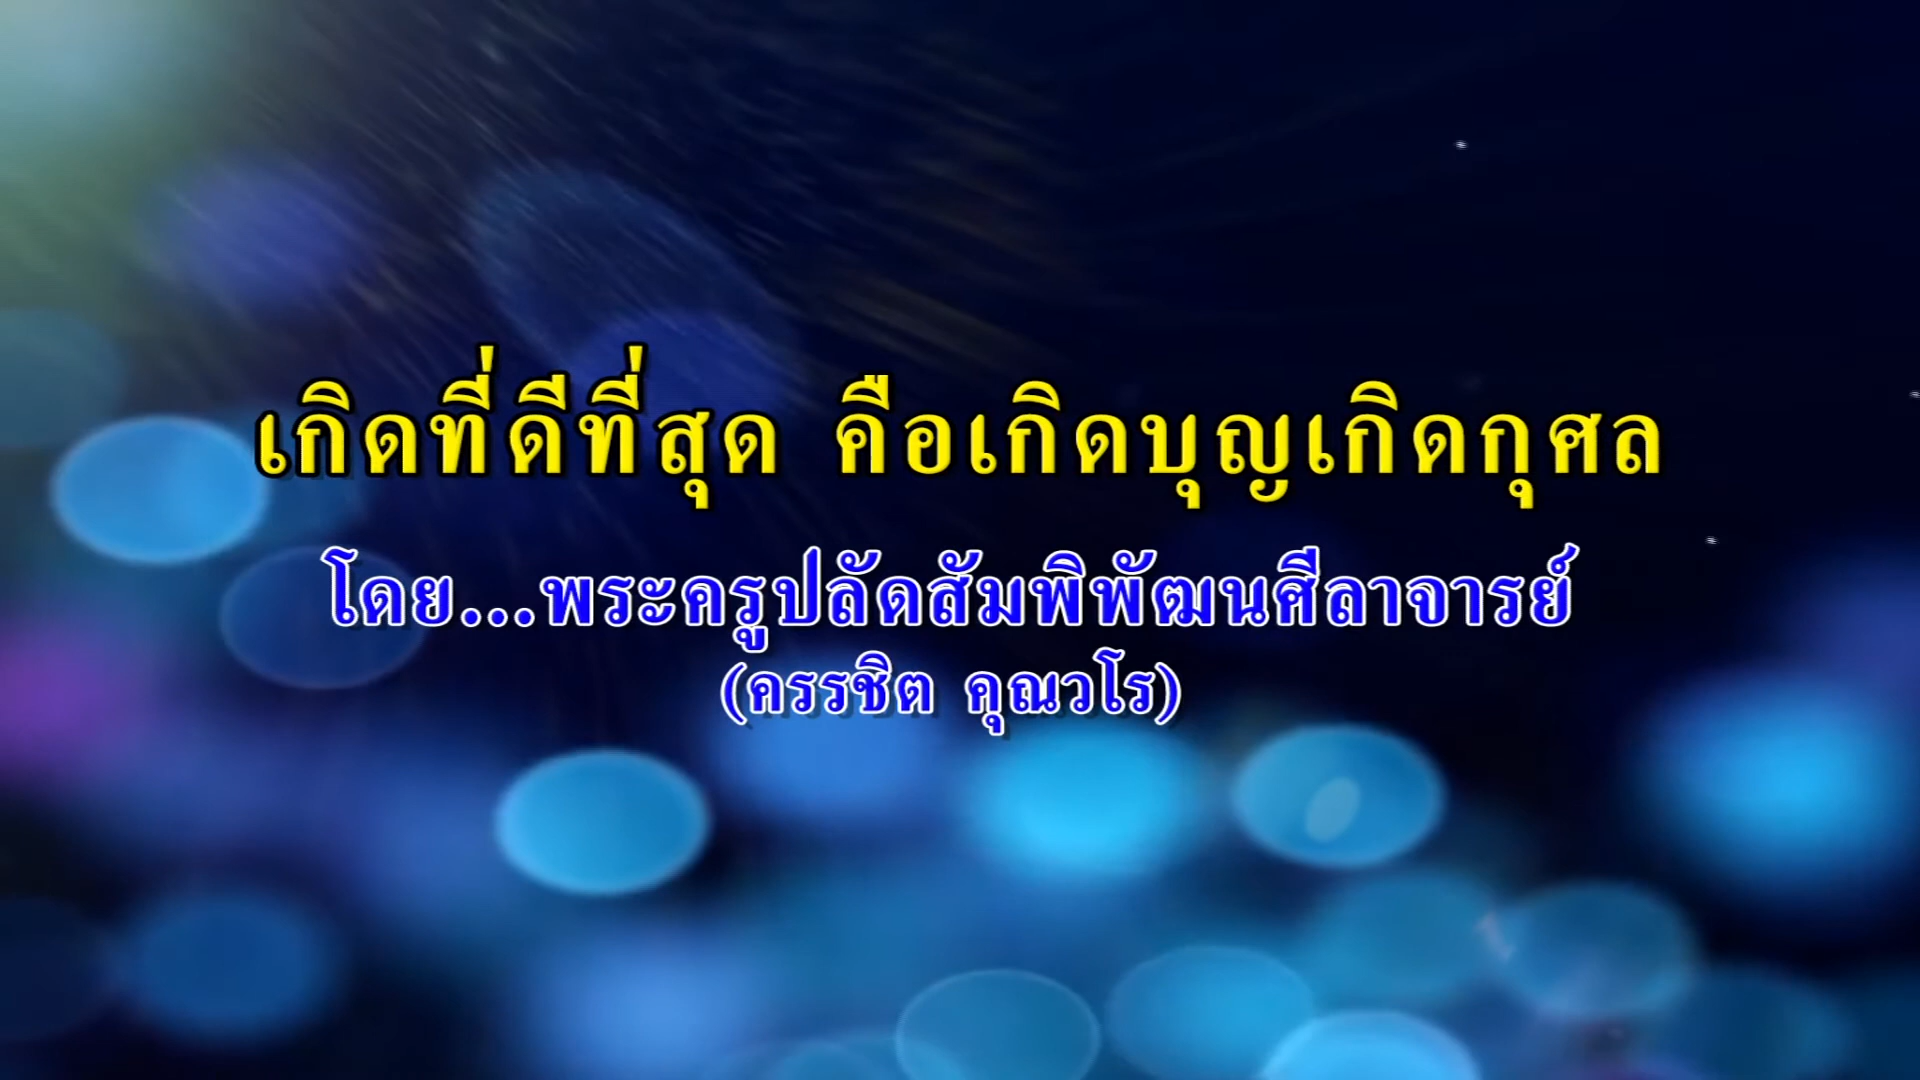 เกิดที่ดีที่สุด คือเกิดบุญเกิดกุศล
โดย...พระครูปลัดสัมพิพัฒนศีลาจารย์
(ครรชิต คุณวโร)